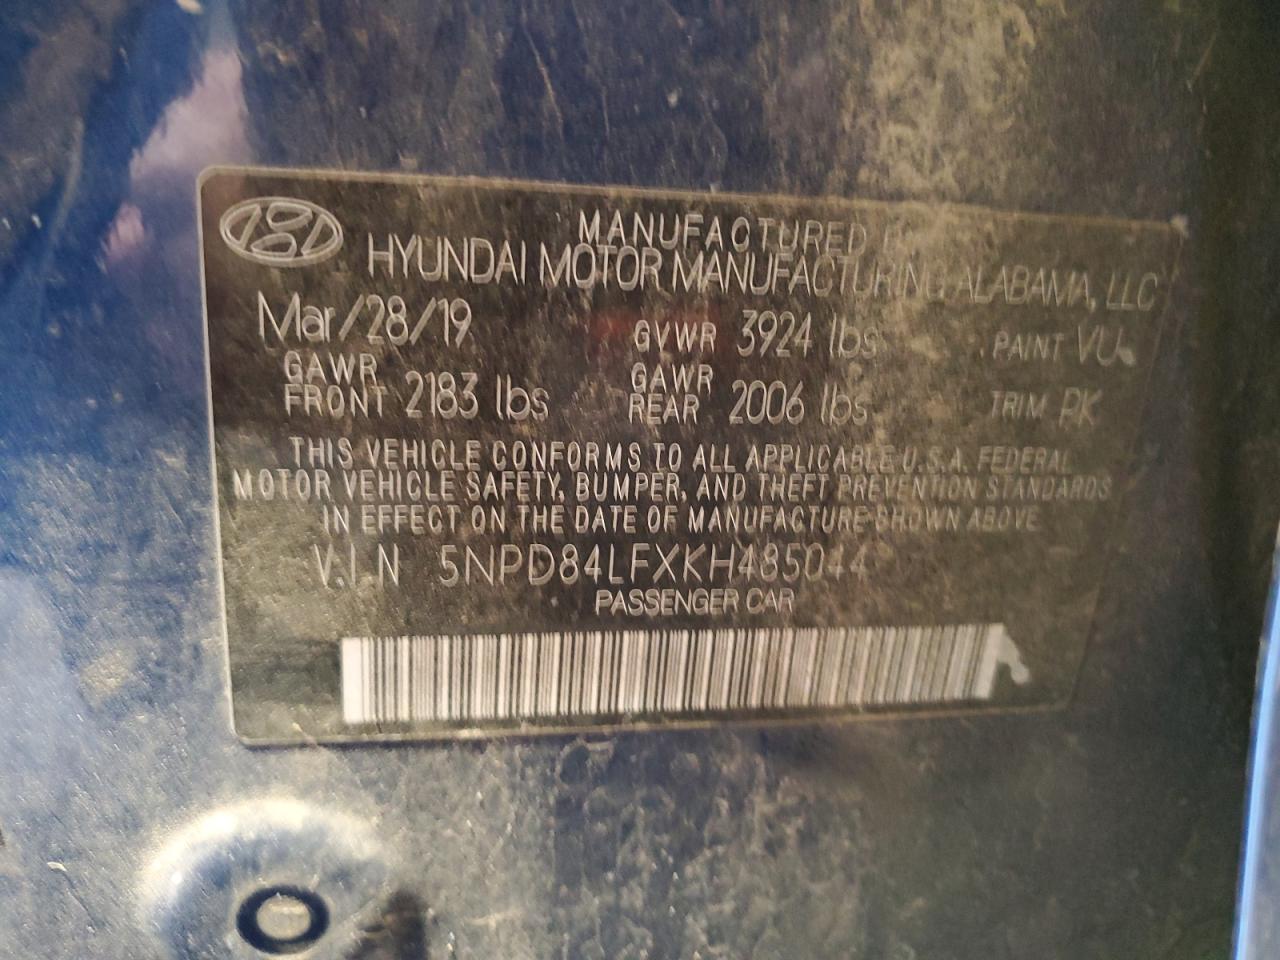 MANUFACTURED
HYUNDAI MOTOR MANUFACTURING ALABAMA, LLC
Mar/28/19 GVWR 3924 lbs PAINT VU
GAWR FRONT 2183 lbs GAWR REAR 2006 lbs TRIM PK
THIS VEHICLE CONFORMS TO ALL APPLICABLE U.S.A. FEDERAL
MOTOR VEHICLE SAFETY, BUMPER, AND THEFT PREVENTION STANDARDS
IN EFFECT ON THE DATE OF MANUFACTURE SHOWN ABOVE
V.I N 5NPD84LFXKH485044
PASSENGER CAR